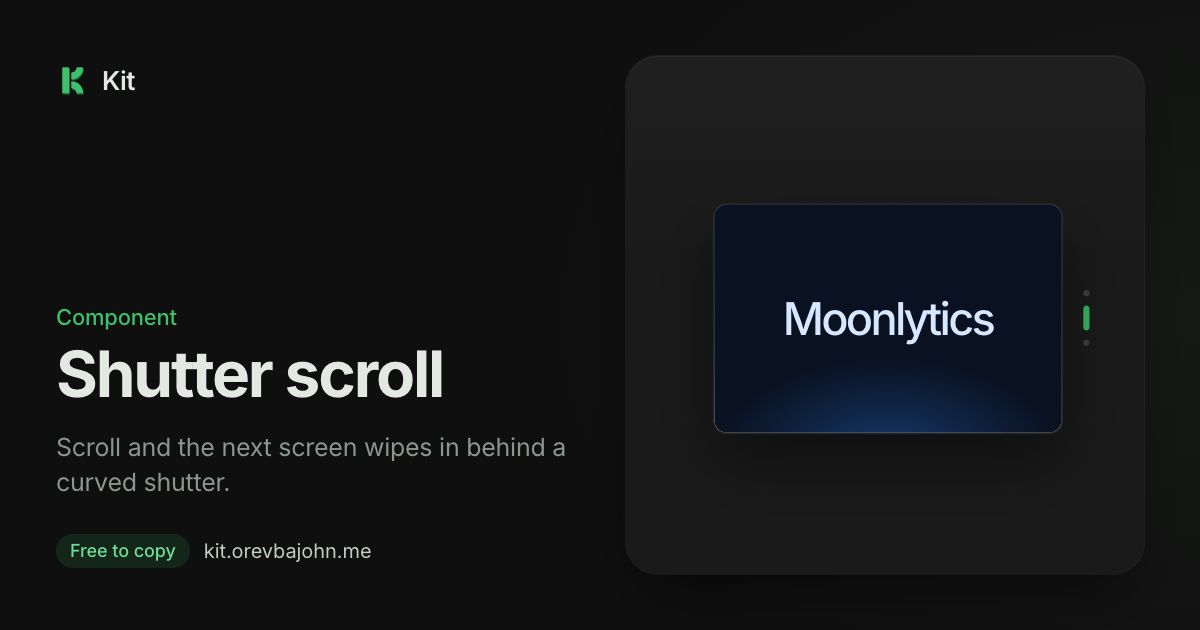 Kit
Component
Shutter scroll
Scroll and the next screen wipes in behind a
curved shutter.
Free to copy kit.orevbajohn.me
Moonlytics